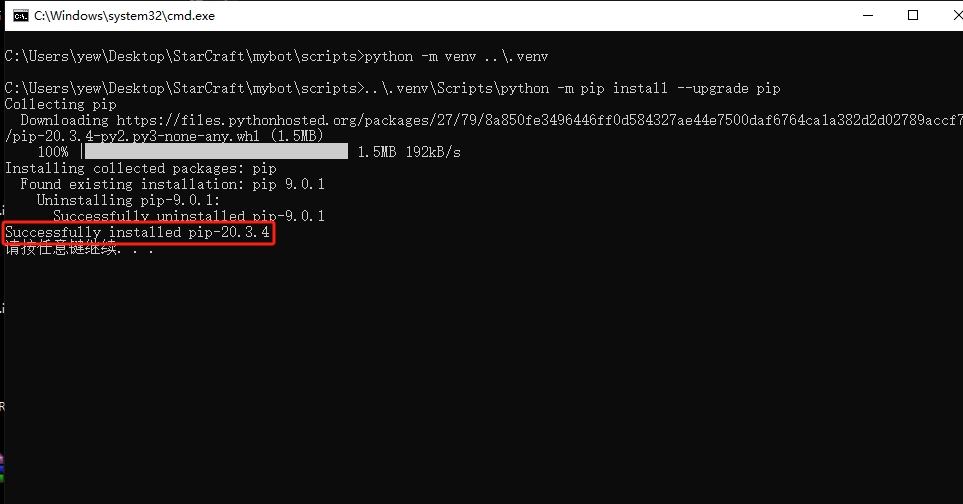 C:\Windows\system32\cmd.exe
C:\Users\yew\Desktop\StarCraft\mybot\scripts>python -m venv ..\.venv
C:\Users\yew\Desktop\StarCraft\mybot\scripts>..\.venv\Scripts\python -m pip install --upgrade pip
Collecting pip
Downloading https://files.pythonhosted.org/packages/27/79/8a850fe3496446ff0d584327ae44e7500daf6764ca1a382d2d02789accf7
/pip-20.3.4-py2.py3-none-any.whl (1.5MB)
100% |████████████████████████████████| 1.5MB 192kB/s
Installing collected packages: pip
Found existing installation: pip 9.0.1
Uninstalling pip-9.0.1:
Successfully uninstalled pip-9.0.1
Successfully installed pip-20.3.4
请按任意键继续. . .